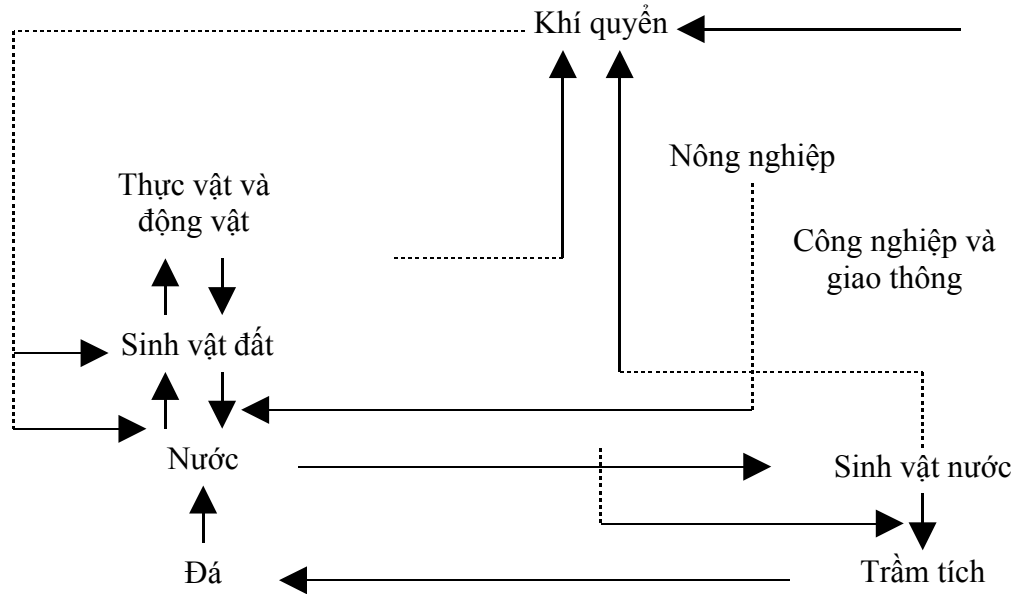 Khí quyển
Nông nghiệp
Thực vật và
động vật
Công nghiệp và
giao thông
Sinh vật đất
Nước
Sinh vật nước
Đá
Trầm tích